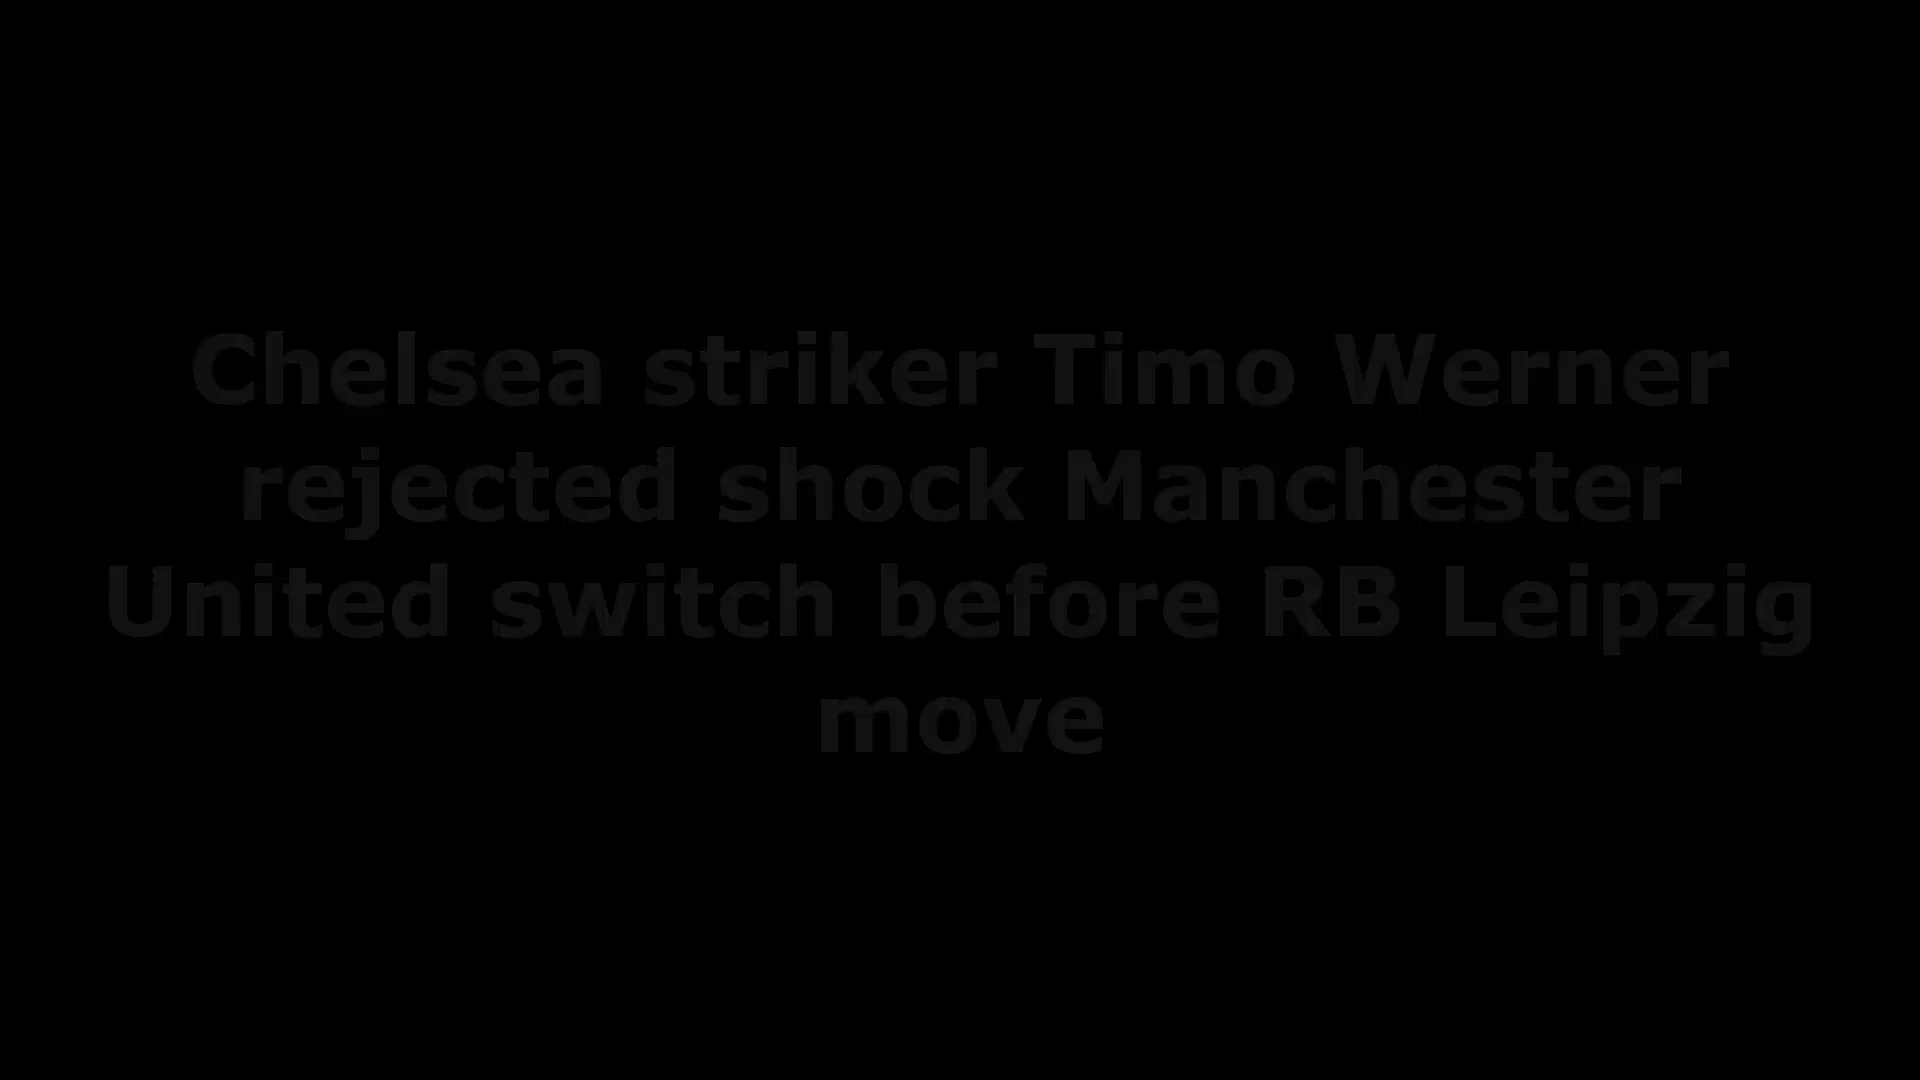 Chelsea striker Timo Werner
rejected shock Manchester
United switch before RB Leipzig
move